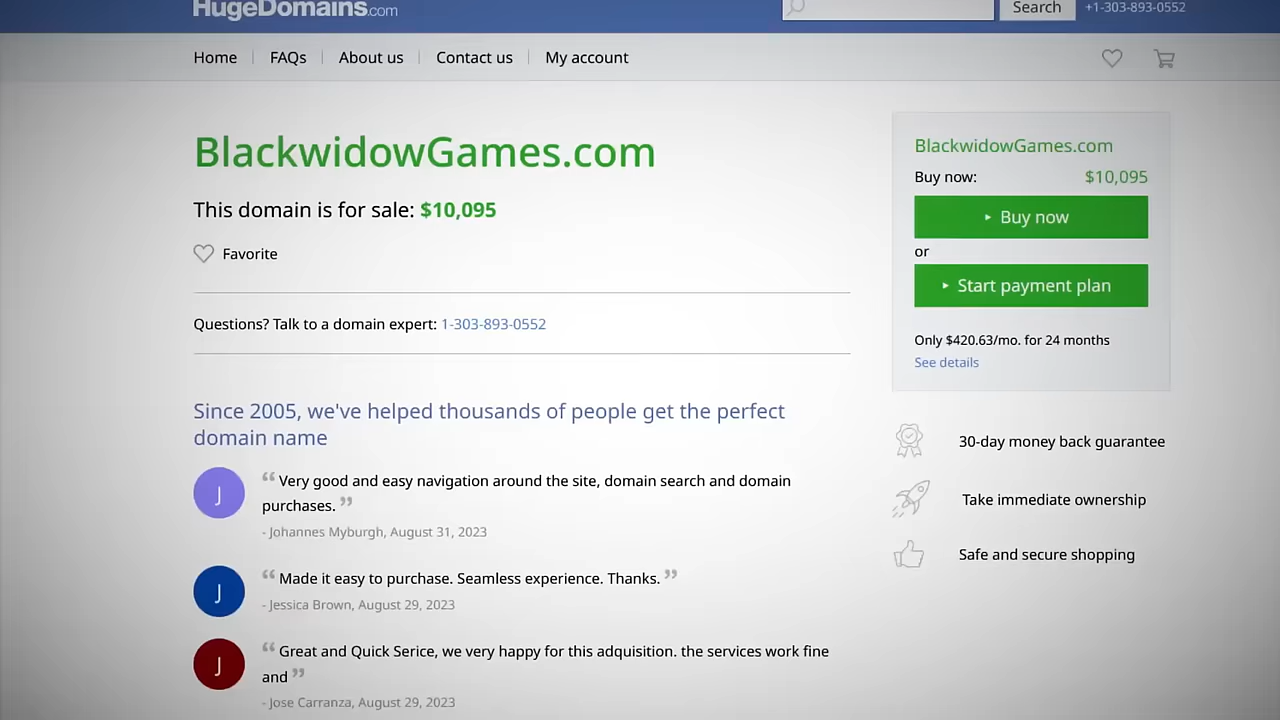 HugeDomains.com
Search
+1-303-893-0552
Home
FAQs
About us
Contact us
My account
BlackwidowGames.com
This domain is for sale: $10,095
Favorite
Questions? Talk to a domain expert: 1-303-893-0552
Since 2005, we've helped thousands of people get the perfect
domain name
J
“ Very good and easy navigation around the site, domain search and domain
purchases. ”
- Johannes Myburgh, August 31, 2023
J
“ Made it easy to purchase. Seamless experience. Thanks. ”
- Jessica Brown, August 29, 2023
J
“ Great and Quick Serice, we very happy for this adquisition. the services work fine
and ”
- Jose Carranza, August 29, 2023
BlackwidowGames.com
Buy now: $10,095
Buy now
or
Start payment plan
Only $420.63/mo. for 24 months
See details
30-day money back guarantee
Take immediate ownership
Safe and secure shopping